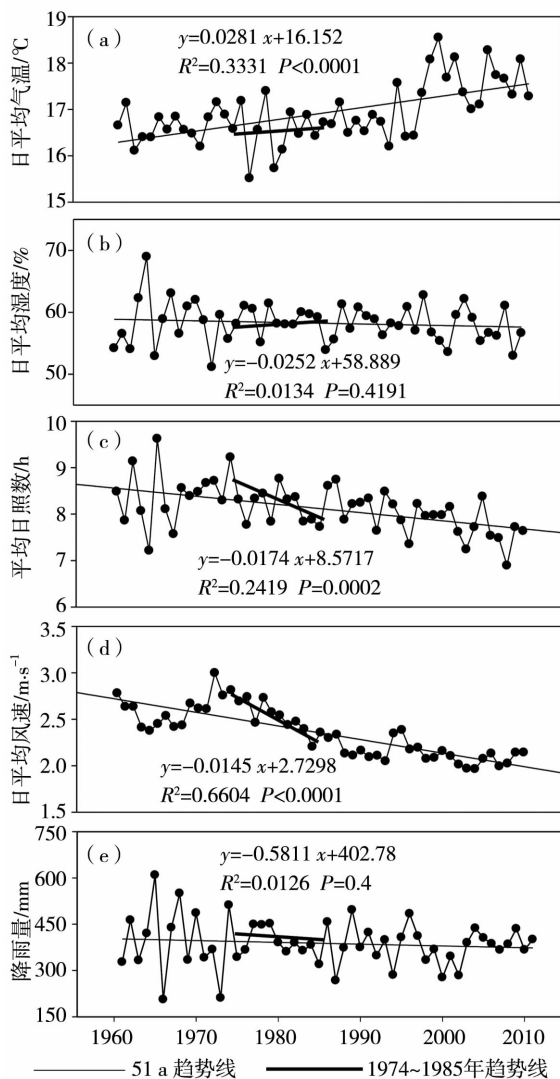 19
18
17
16
15
日平均气温/℃
(a)
y=0.0281 x+16.152
R²=0.3331 P<0.0001
70
60
50
日平均湿度/%
(b)
y=−0.0252 x+58.889
R²=0.0134 P=0.4191
10
9
8
7
6
平均日照数/h
(c)
y=−0.0174 x+8.5717
R²=0.2419 P=0.0002
3.5
3.0
2.5
2.0
1.5
日平均风速/m·s⁻¹
(d)
y=−0.0145 x+2.7298
R²=0.6604 P<0.0001
750
600
450
300
150
降雨量/mm
(e)
y=−0.5811 x+402.78
R²=0.0126 P=0.4
1960 1970 1980 1990 2000 2010
51 a 趋势线 1974~1985年趋势线